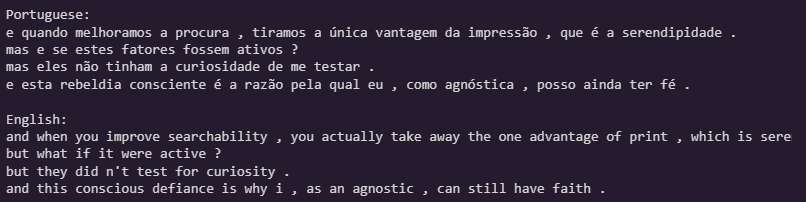 Portuguese:
e quando melhoramos a procura , tiramos a única vantagem da impressão , que é a serendipidade .
mas e se estes fatores fossem ativos ?
mas eles não tinham a curiosidade de me testar .
e esta rebeldia consciente é a razão pela qual eu , como agnóstica , posso ainda ter fé .
English:
and when you improve searchability , you actually take away the one advantage of print , which is sere
but what if it were active ?
but they did n't test for curiosity .
and this conscious defiance is why i , as an agnostic , can still have faith .